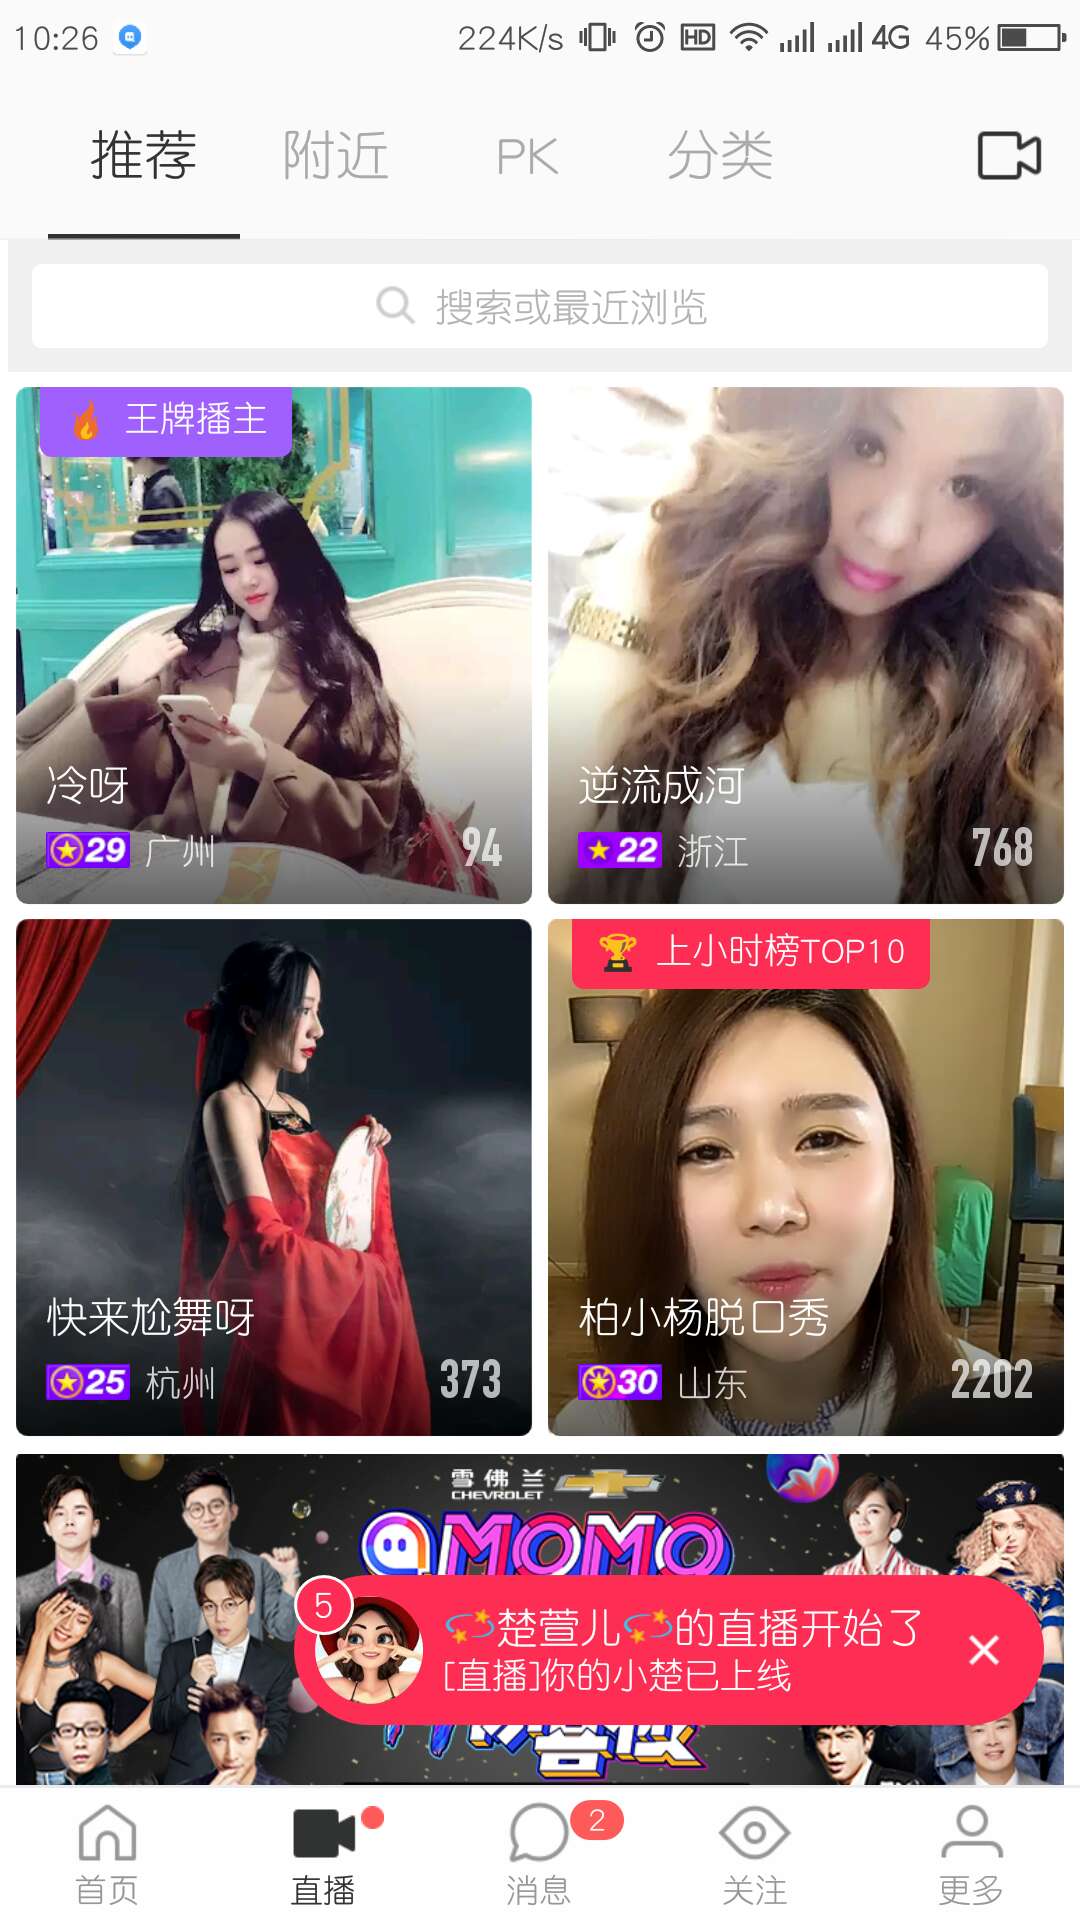 10:26 224K/s HD 4G 45%
推荐 附近 PK 分类
搜索或最近浏览
王牌播主
冷呀
29 广州 94
逆流成河
22 浙江 768
快来尬舞呀
25 杭州 373
上小时榜TOP10
柏小杨脱口秀
30 山东 2202
雪佛兰
CHEVROLET
MOMO
5
楚萱儿的直播开始了
[直播]你的小楚已上线
首页 直播 消息 2 关注 更多